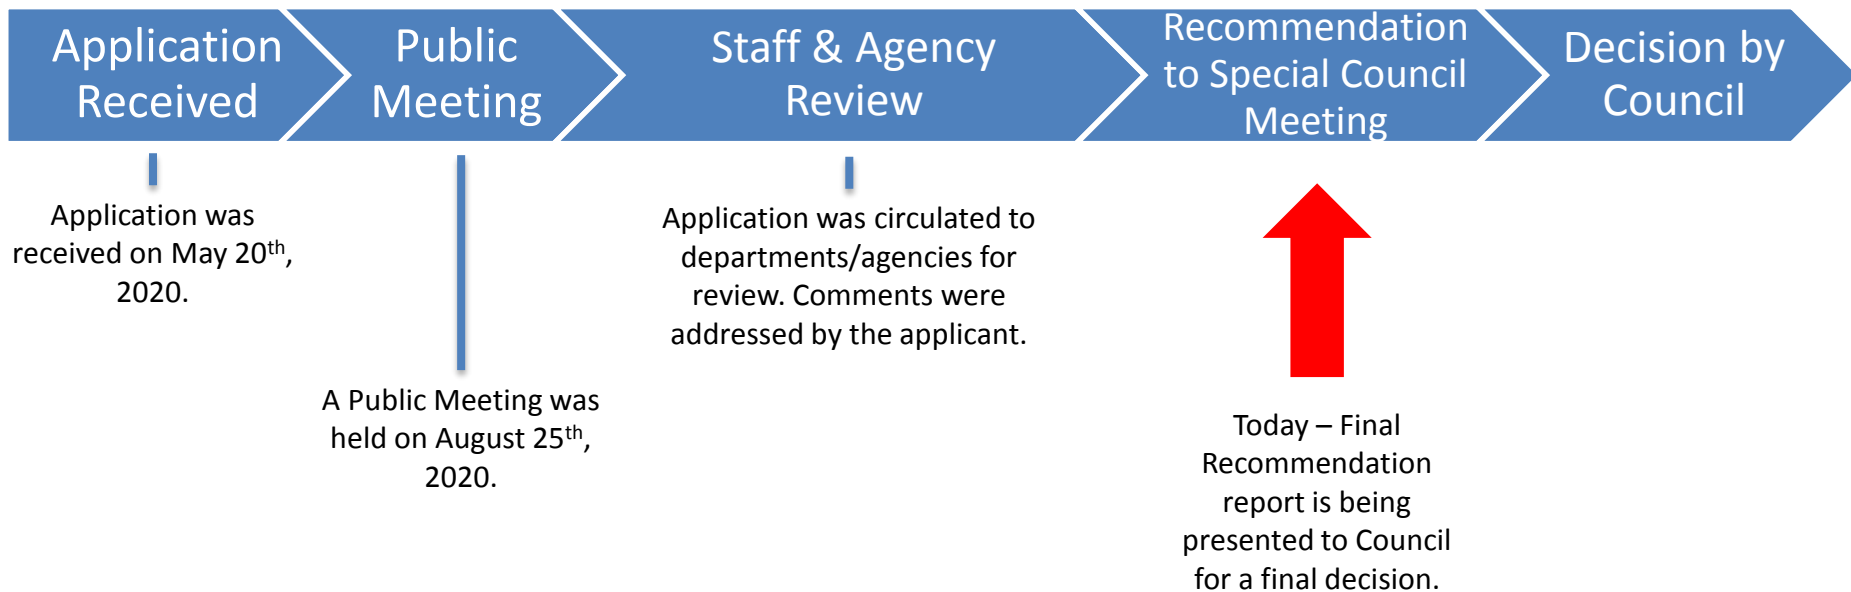 Application
Received
Public
Meeting
Staff & Agency
Review
Recommendation
to Special Council
Meeting
Decision by
Council
Application was
received on May 20th,
2020.
A Public Meeting was
held on August 25th,
2020.
Application was circulated to
departments/agencies for
review. Comments were
addressed by the applicant.
Today – Final
Recommendation
report is being
presented to Council
for a final decision.